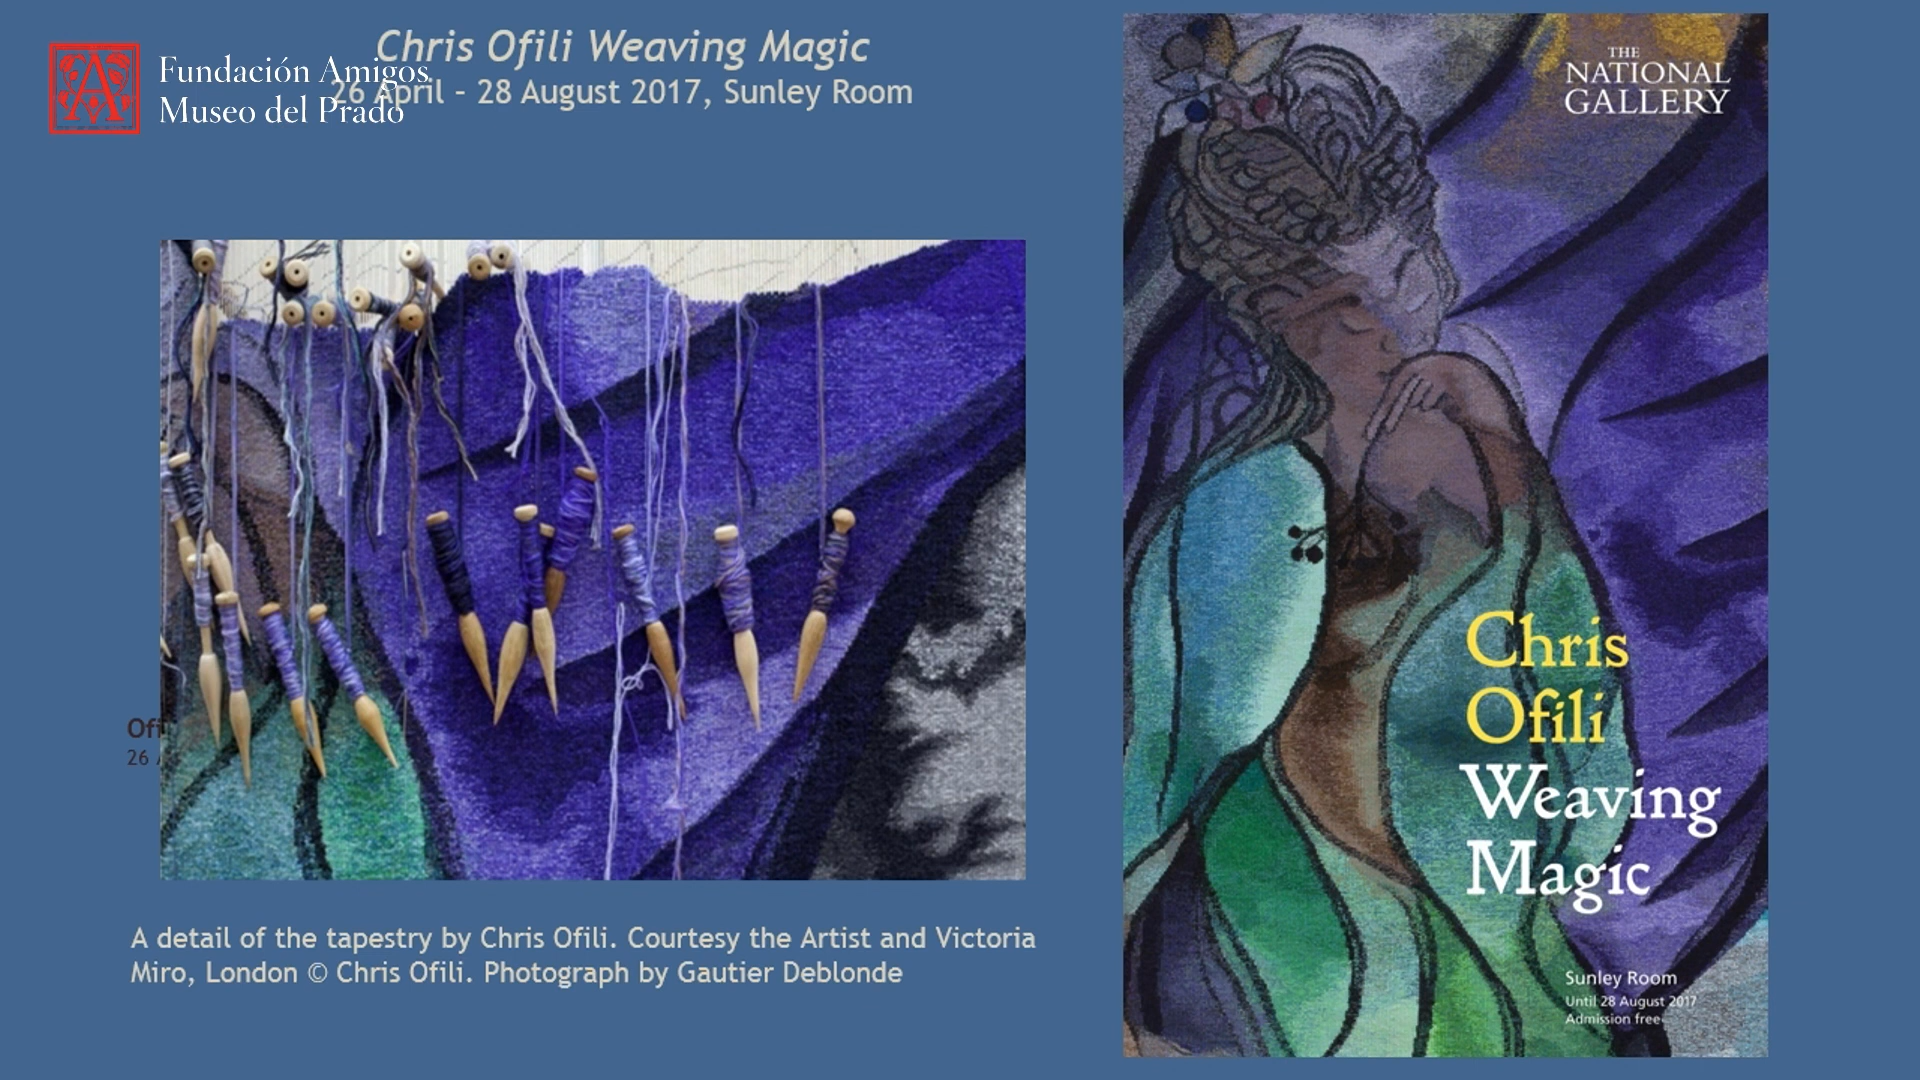 Chris Ofili Weaving Magic
26 April - 28 August 2017, Sunley Room
A
Fundación Amigos
Museo del Prado
THE
NATIONAL
GALLERY
Chris
Ofili
Weaving
Magic
Sunley Room
Until 28 August 2017
Admission free
26
A detail of the tapestry by Chris Ofili. Courtesy the Artist and Victoria
Miro, London © Chris Ofili. Photograph by Gautier Deblonde